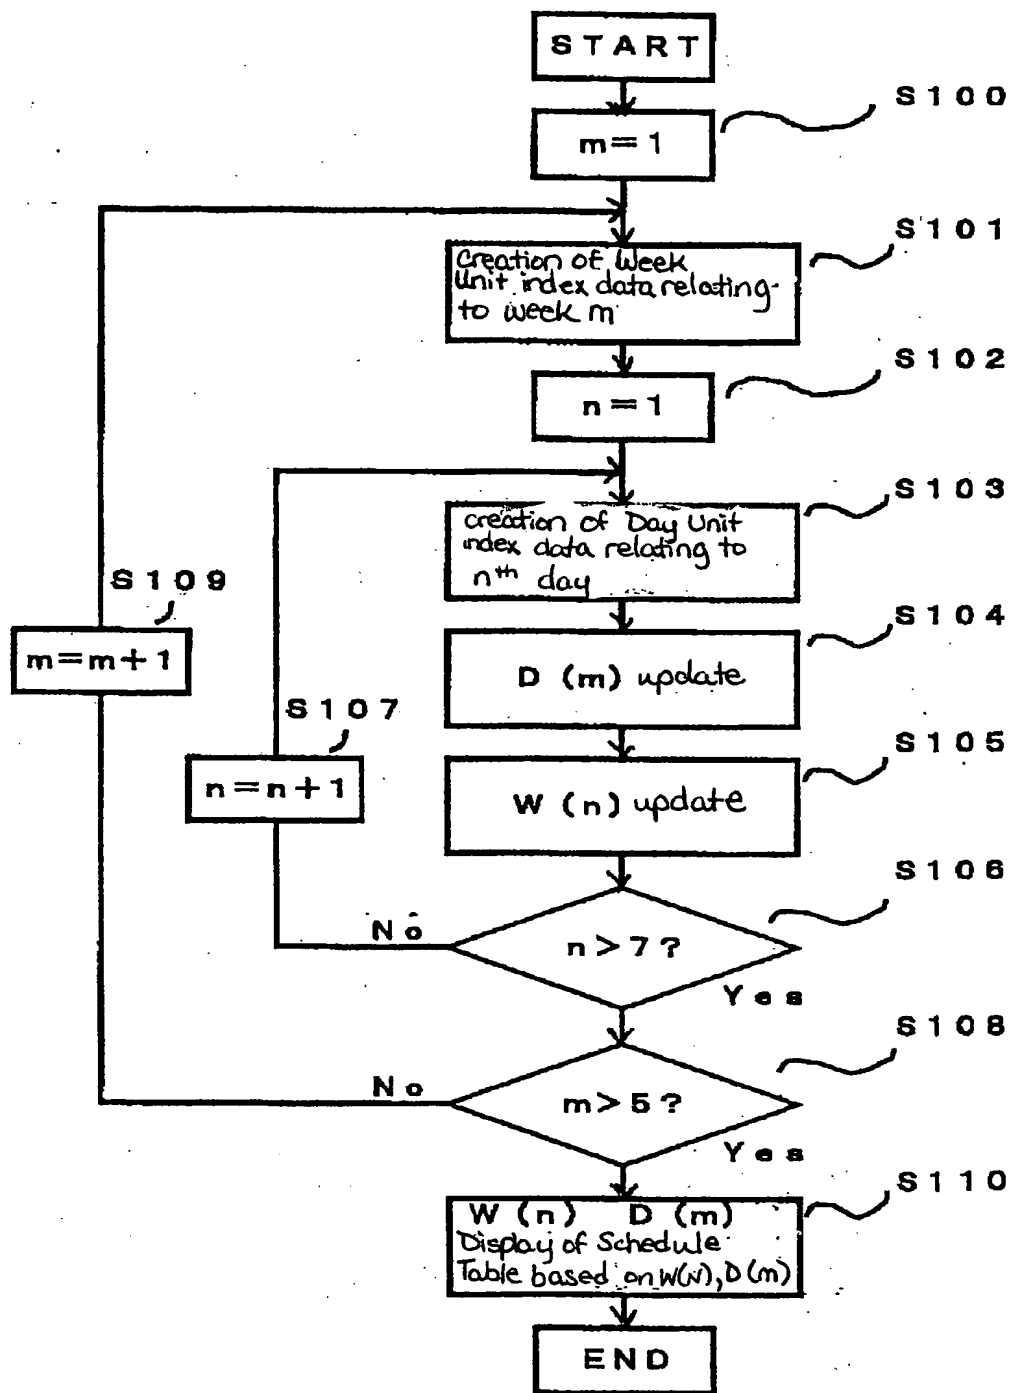 START
S100
m=1
S101
Creation of Week
Unit index data relating
to week m
S102
n=1
S103
creation of Day Unit
index data relating to
nth day
S109
m=m+1
S104
D (m) update
S107
n=n+1
S105
W (n) update
S106
No
n>7?
Yes
S108
No
m>5?
Yes
S110
W (n) D (m)
Display of Schedule
Table based on W(N), D(m)
END